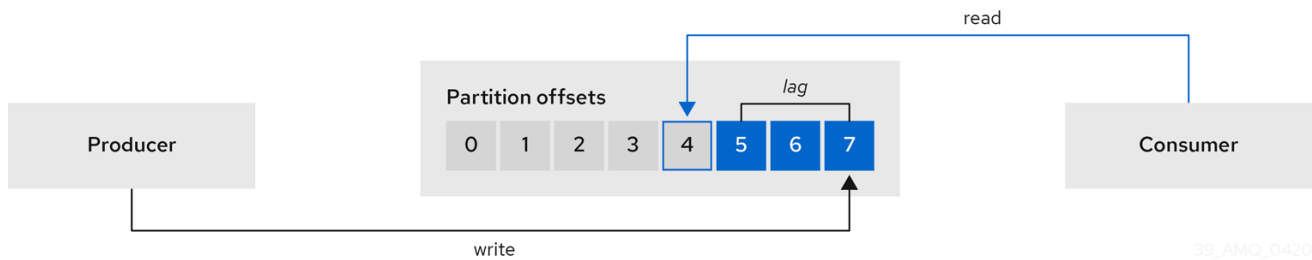 read
Partition offsets
lag
0 1 2 3 4 5 6 7
Producer
Consumer
write
39_AMQ_0420